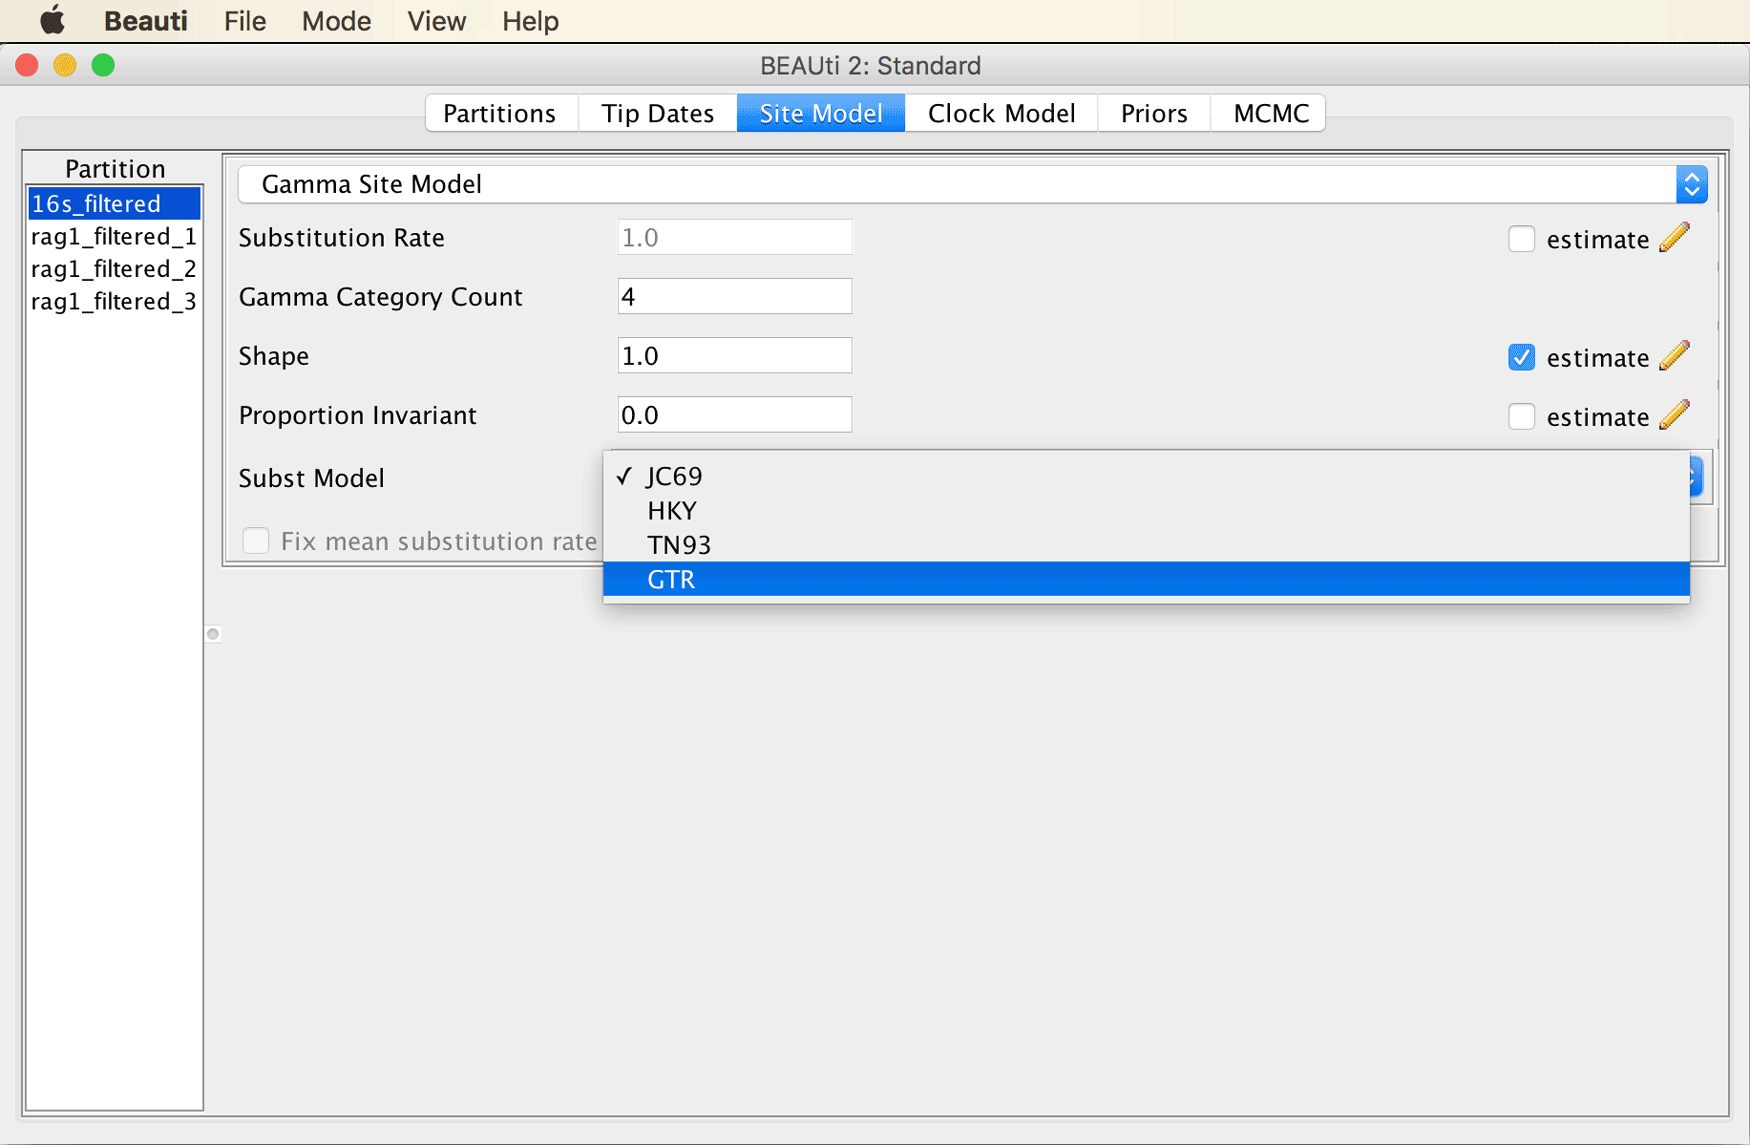 Beauti File Mode View Help
BEAUti 2: Standard
Partitions Tip Dates Site Model Clock Model Priors MCMC
Partition
16s_filtered
rag1_filtered_1
rag1_filtered_2
rag1_filtered_3
Gamma Site Model
Substitution Rate 1.0 estimate
Gamma Category Count 4
Shape 1.0 estimate
Proportion Invariant 0.0 estimate
Subst Model
JC69
HKY
TN93
GTR
Fix mean substitution rate